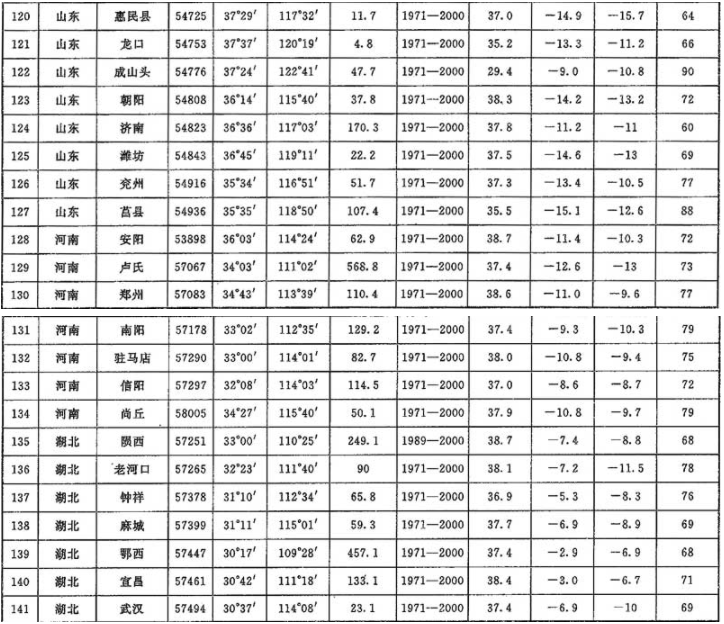 120 山东 惠民县 54725 37°29′ 117°32′ 11.7 1971—2000 37.0 －14.9 －15.7 64
121 山东 龙口 54753 37°37′ 120°19′ 4.8 1971—2000 35.2 －13.3 －11.2 66
122 山东 成山头 54776 37°24′ 122°41′ 47.7 1971—2000 29.4 －9.0 －10.8 90
123 山东 朝阳 54808 36°14′ 115°40′ 37.8 1971—2000 38.3 －14.2 －13.2 72
124 山东 济南 54823 36°36′ 117°03′ 170.3 1971—2000 37.8 －11.2 －11 60
125 山东 潍坊 54843 36°45′ 119°11′ 22.2 1971—2000 37.5 －14.6 －13 69
126 山东 兖州 54916 35°34′ 116°51′ 51.7 1971—2000 37.3 －13.4 －10.5 77
127 山东 莒县 54936 35°35′ 118°50′ 107.4 1971—2000 35.5 －15.1 －12.6 88
128 河南 安阳 53898 36°03′ 114°24′ 62.9 1971—2000 38.7 －11.4 －10.3 72
129 河南 卢氏 57067 34°03′ 111°02′ 568.8 1971—2000 37.4 －12.6 －13 73
130 河南 郑州 57083 34°43′ 113°39′ 110.4 1971—2000 38.6 －11.0 －9.6 77
131 河南 南阳 57178 33°02′ 112°35′ 129.2 1971—2000 37.4 －9.3 －10.3 79
132 河南 驻马店 57290 33°00′ 114°01′ 82.7 1971—2000 38.0 －10.8 －9.4 75
133 河南 信阳 57297 32°08′ 114°03′ 114.5 1971—2000 37.0 －8.6 －8.7 72
134 河南 尚丘 58005 34°27′ 115°40′ 50.1 1971—2000 37.9 －10.8 －9.7 79
135 湖北 陨西 57251 33°00′ 110°25′ 249.1 1989—2000 38.7 －7.4 －8.8 68
136 湖北 老河口 57265 32°23′ 111°40′ 90 1971—2000 38.1 －7.2 －11.5 78
137 湖北 钟祥 57378 31°10′ 112°34′ 65.8 1971—2000 36.9 －5.3 －8.3 76
138 湖北 麻城 57399 31°11′ 115°01′ 59.3 1971—2000 37.7 －6.9 －8.9 69
139 湖北 鄂西 57447 30°17′ 109°28′ 457.1 1971—2000 37.4 －2.9 －6.9 68
140 湖北 宜昌 57461 30°42′ 111°18′ 133.1 1971—2000 38.4 －3.0 －6.7 71
141 湖北 武汉 57494 30°37′ 114°08′ 23.1 1971—2000 37.4 －6.9 －10 69